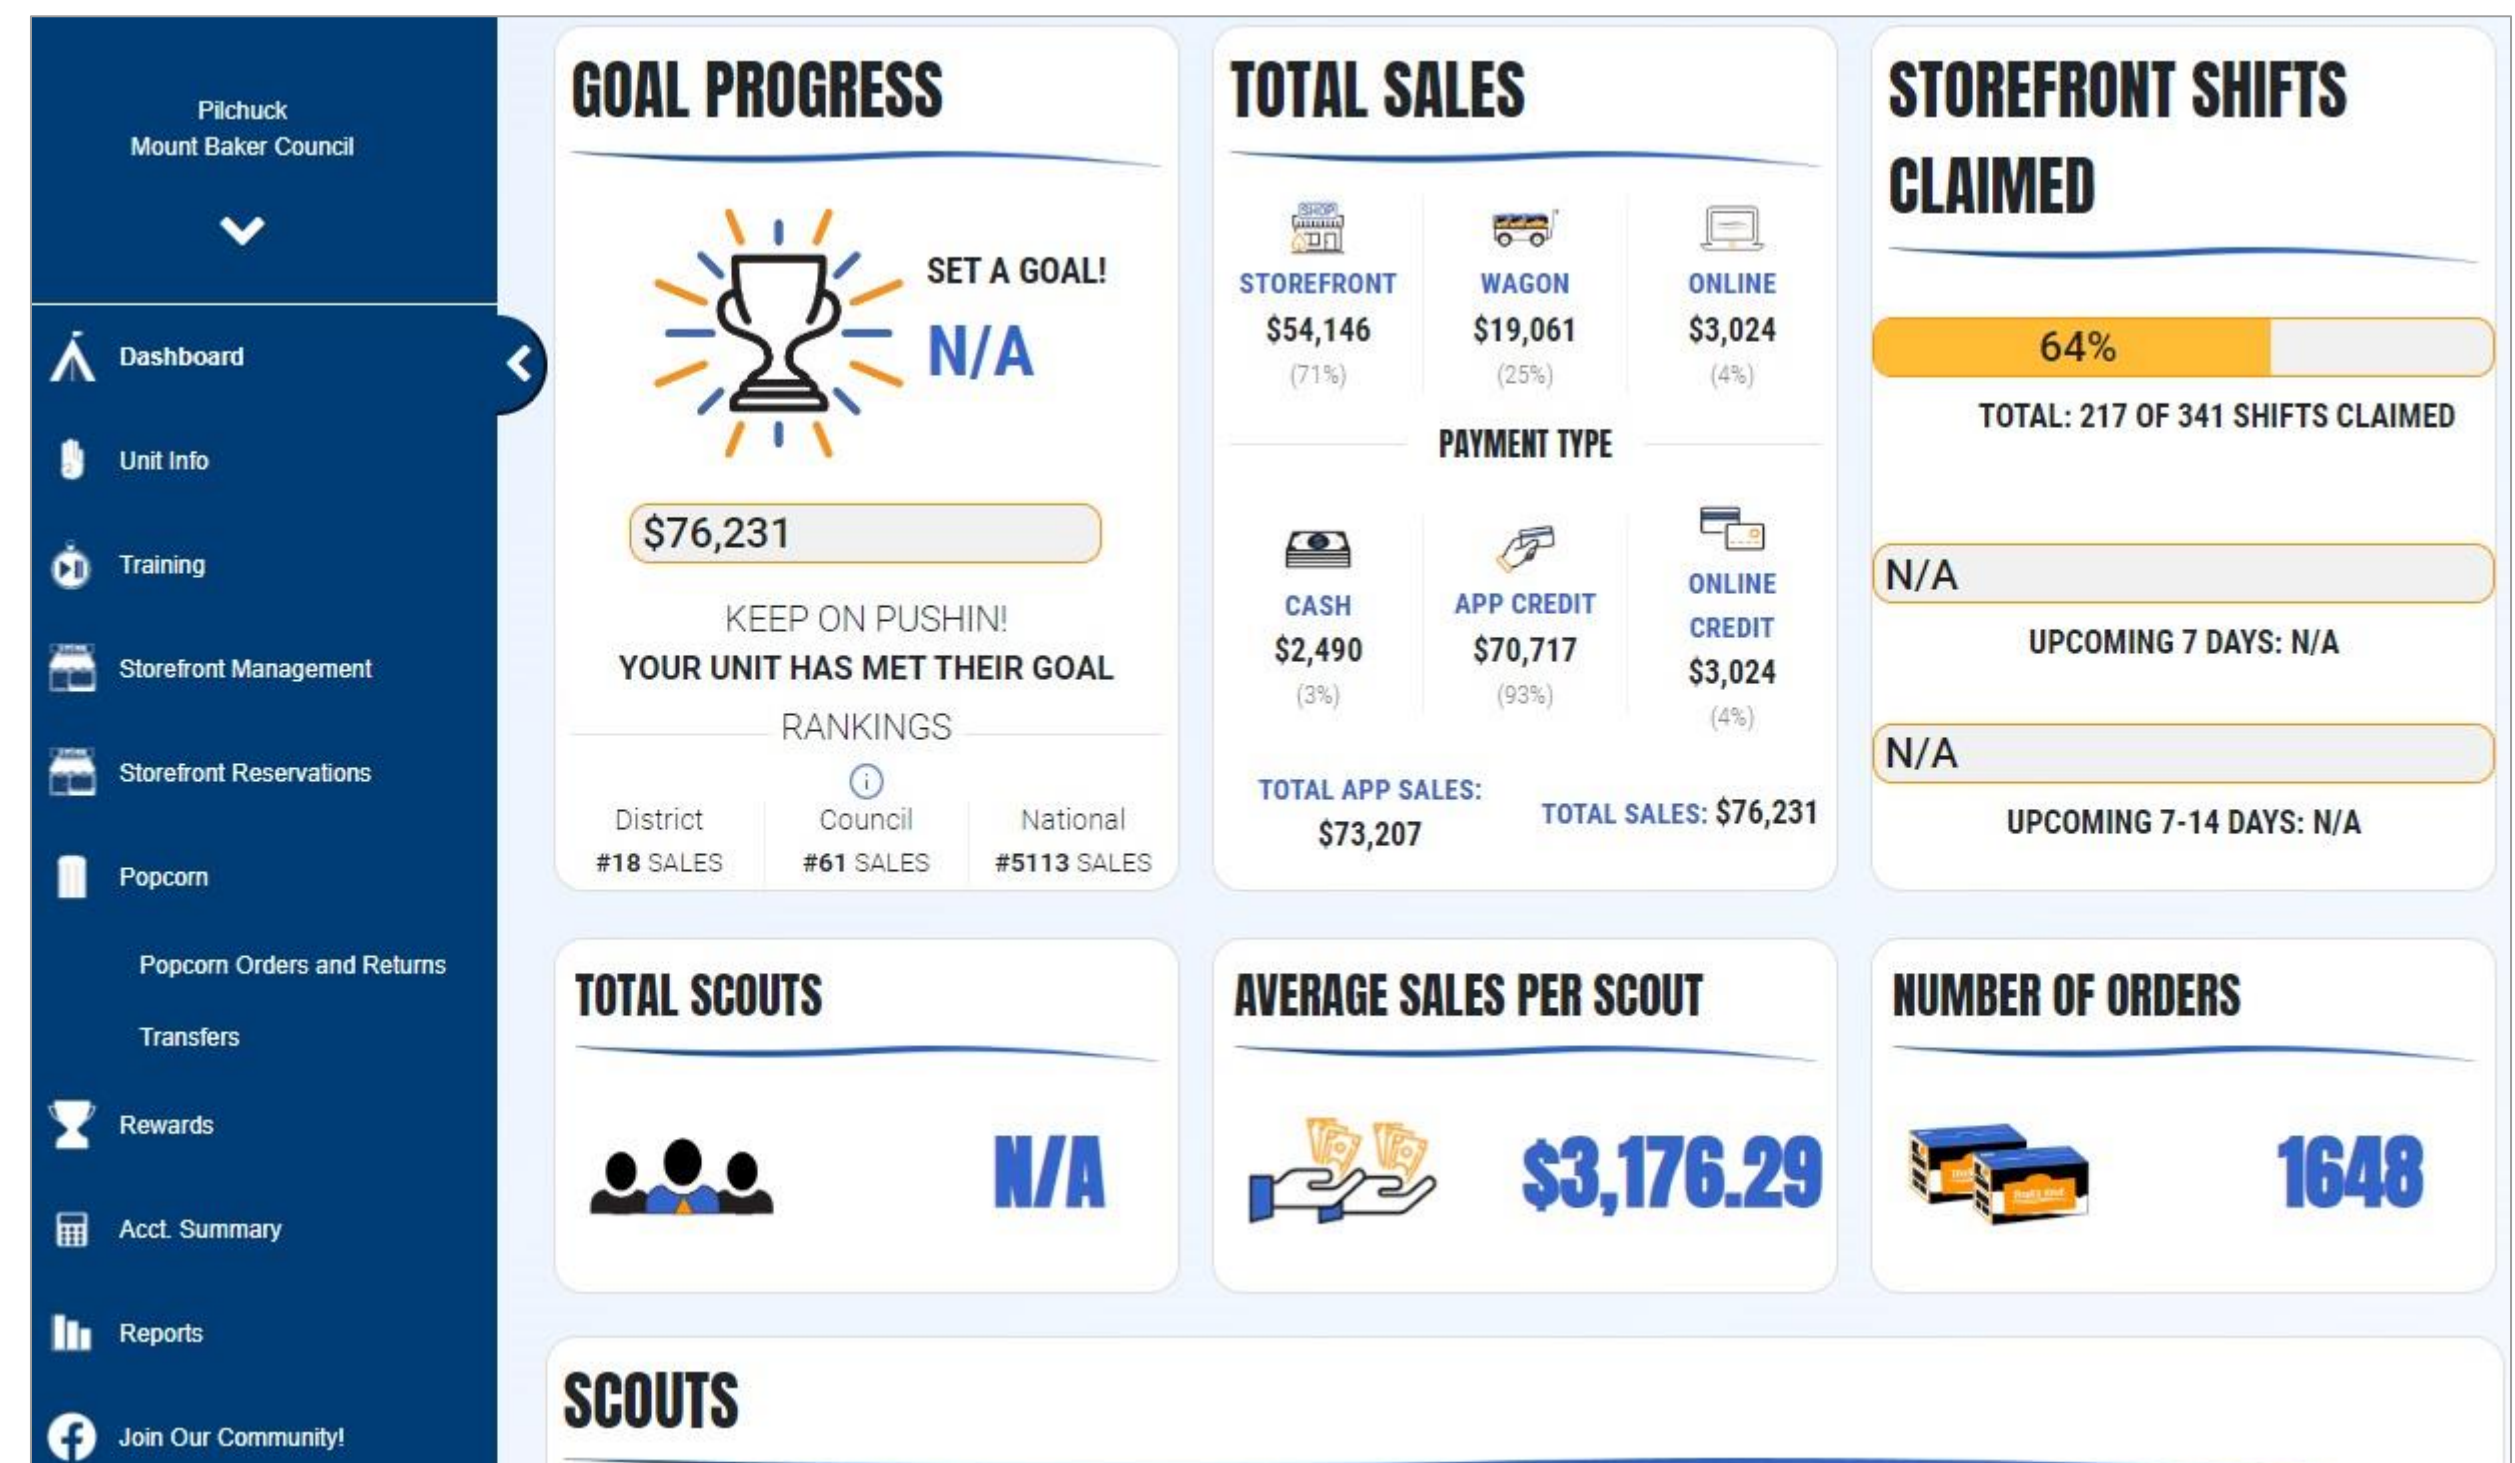 Pilchuck
Mount Baker Council
Dashboard
Unit Info
Training
Storefront Management
Storefront Reservations
Popcorn
Popcorn Orders and Returns
Transfers
Rewards
Acct. Summary
Reports
Join Our Community!
GOAL PROGRESS
SET A GOAL!
N/A
$76,231
KEEP ON PUSHIN!
YOUR UNIT HAS MET THEIR GOAL
RANKINGS
i
District
#18 SALES
Council
#61 SALES
National
#5113 SALES
TOTAL SALES
SHOP
STOREFRONT
$54,146
(71%)
WAGON
$19,061
(25%)
ONLINE
$3,024
(4%)
PAYMENT TYPE
CASH
$2,490
(3%)
APP CREDIT
$70,717
(93%)
ONLINE
CREDIT
$3,024
(4%)
TOTAL APP SALES:
$73,207
TOTAL SALES: $76,231
STOREFRONT SHIFTS
CLAIMED
64%
TOTAL: 217 OF 341 SHIFTS CLAIMED
N/A
UPCOMING 7 DAYS: N/A
N/A
UPCOMING 7-14 DAYS: N/A
TOTAL SCOUTS
N/A
AVERAGE SALES PER SCOUT
$3,176.29
NUMBER OF ORDERS
1648
SCOUTS